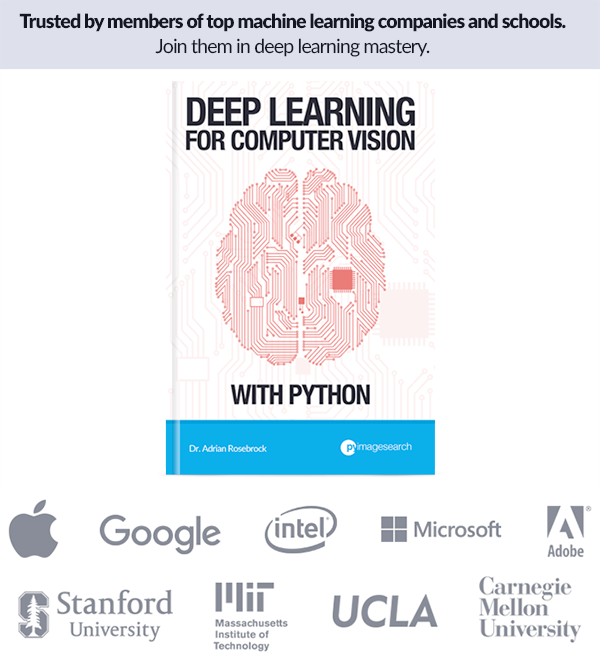 Trusted by members of top machine learning companies and schools.
Join them in deep learning mastery.
DEEP LEARNING
FOR COMPUTER VISION
WITH PYTHON
Dr. Adrian Rosebrock
pyimagesearch
Google
intel®
Microsoft
Adobe®
Stanford
University
MIT
Massachusetts
Institute of
Technology
UCLA
Carnegie
Mellon
University